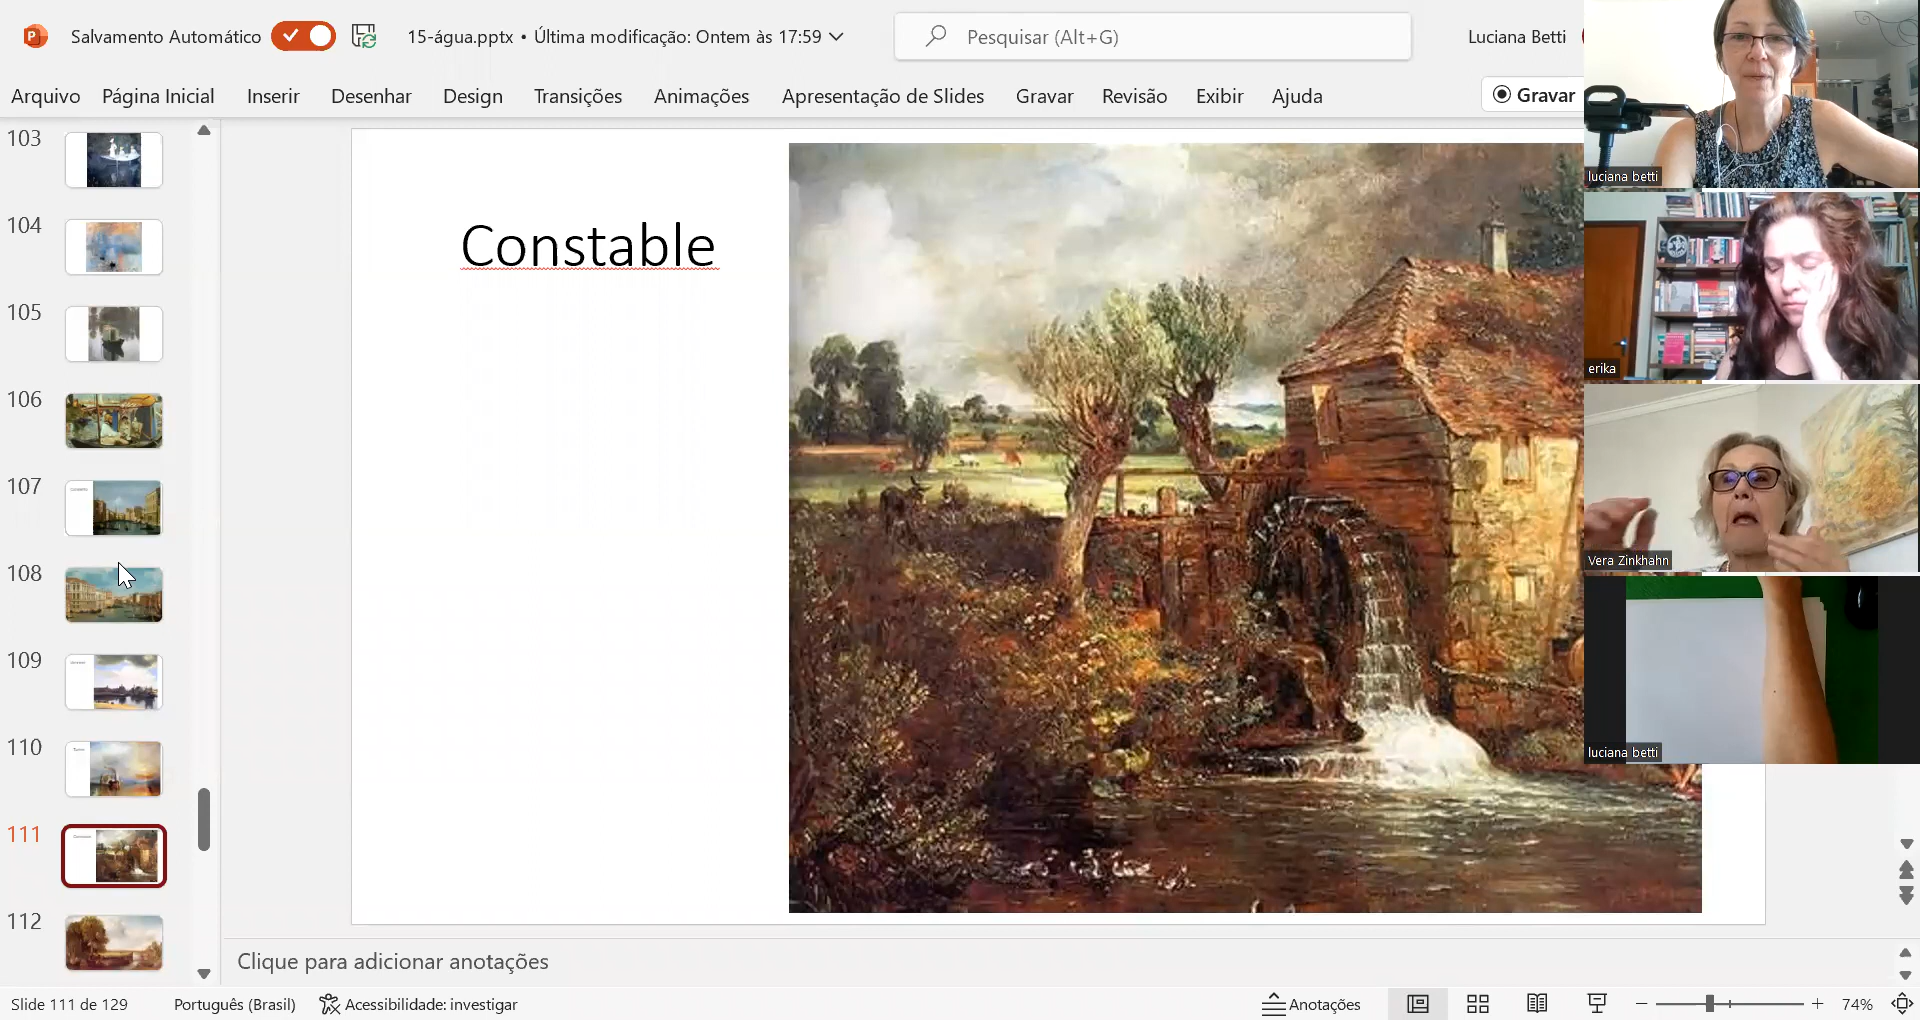 Salvamento Automático
15-água.pptx • Última modificação: Ontem às 17:59
Pesquisar (Alt+G)
Luciana Betti
Arquivo Página Inicial Inserir Desenhar Design Transições Animações Apresentação de Slides Gravar Revisão Exibir Ajuda
Gravar
luciana betti
erika
Vera Zinkhahn
luciana betti
103
104
105
106
107
108
109
110
111
112
Constable
Clique para adicionar anotações
Slide 111 de 129 Português (Brasil) Acessibilidade: investigar Anotações 74%